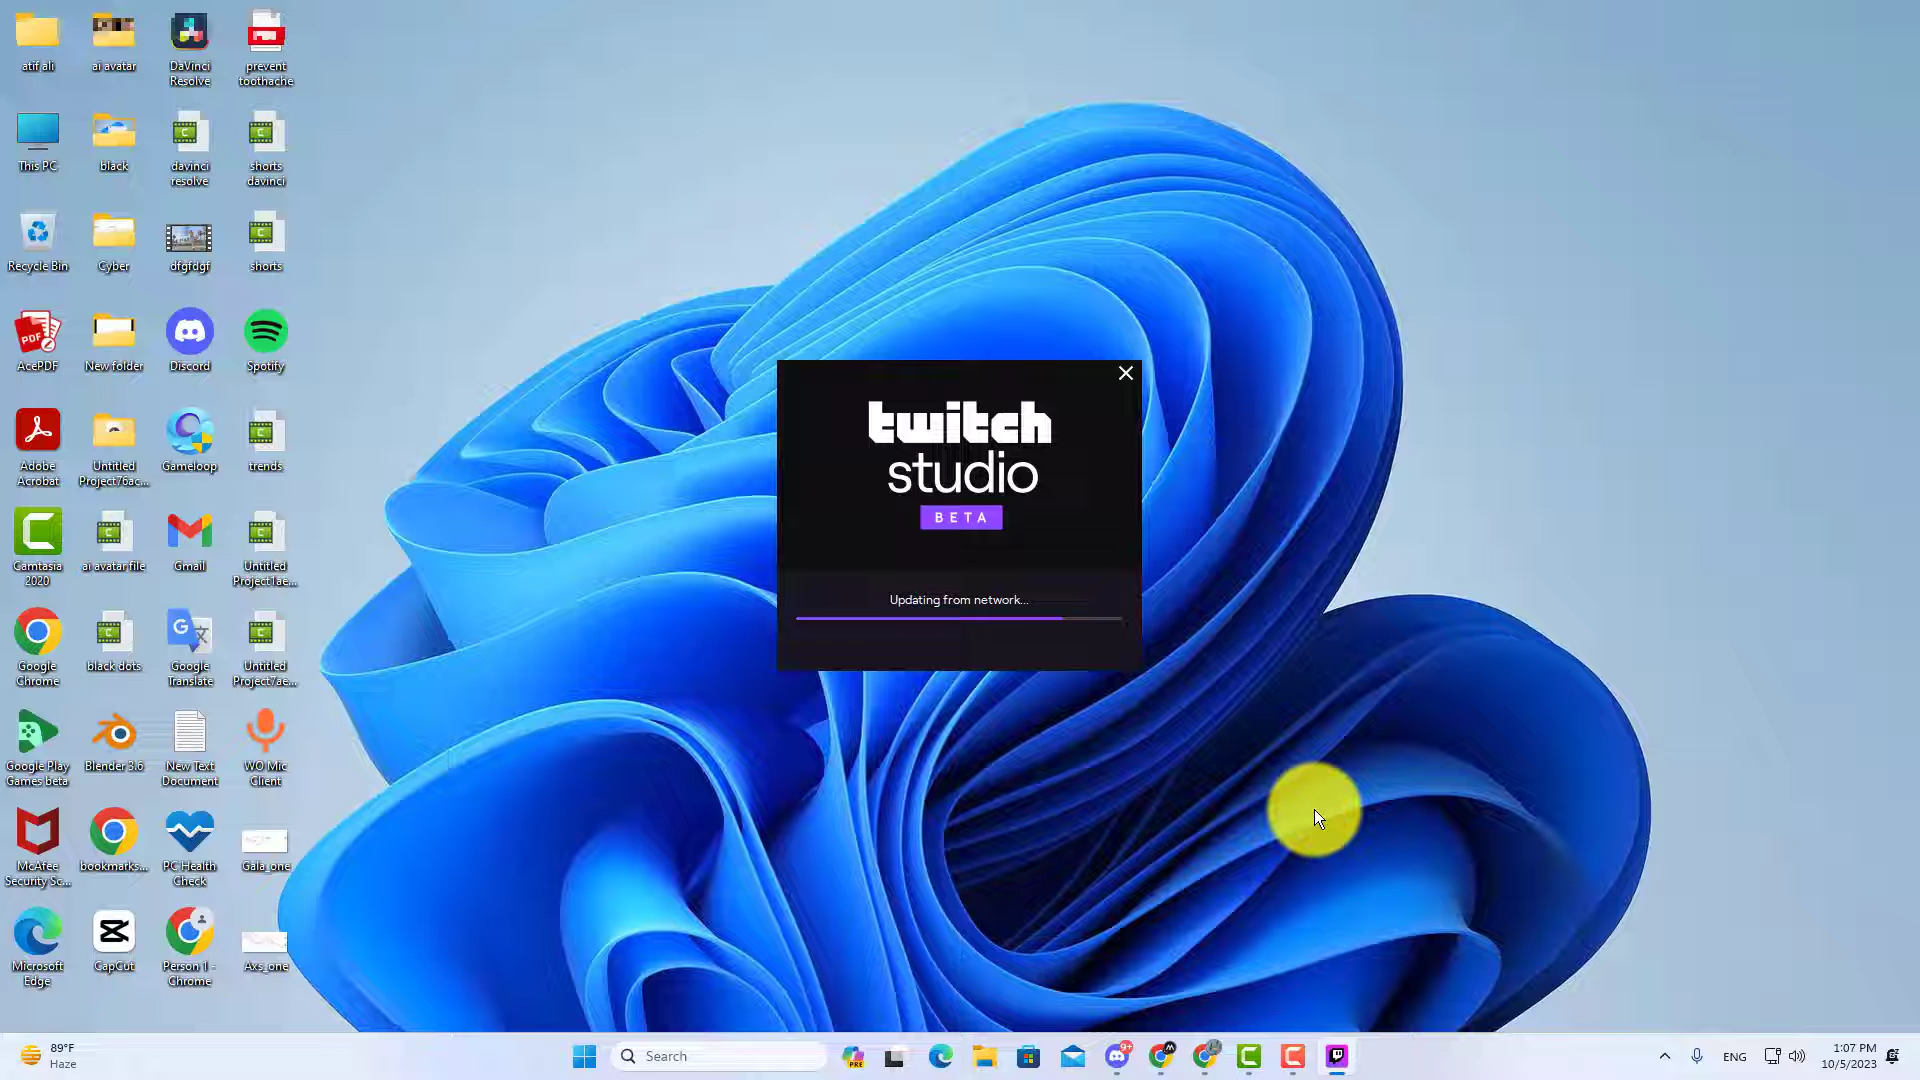 atif ali
ai avatar
DaVinci
Resolve
prevent
toothache
This PC
black
davinci
resolve
shorts
davinci
Recycle Bin
Cyber
dfgfdgf
shorts
PDF
AcePDF
New folder
Discord
Spotify
Adobe
Acrobat
Untitled
Project76ac...
Gameloop
trends
Camtasia
2020
ai avatar file
Gmail
Untitled
Project1ae...
Google
Chrome
black dots
Google
Translate
Untitled
Project7ae...
Google Play
Games beta
Blender 3.6
New Text
Document
WO Mic
Client
McAfee
Security Sc...
bookmarks...
PC Health
Check
Gala_one
Microsoft
Edge
CapCut
Person 1 -
Chrome
Axs_one
twitch
studio
BETA
Updating from network...
89°F
Haze
Search
PRE
9+
ENG
1:07 PM
10/5/2023